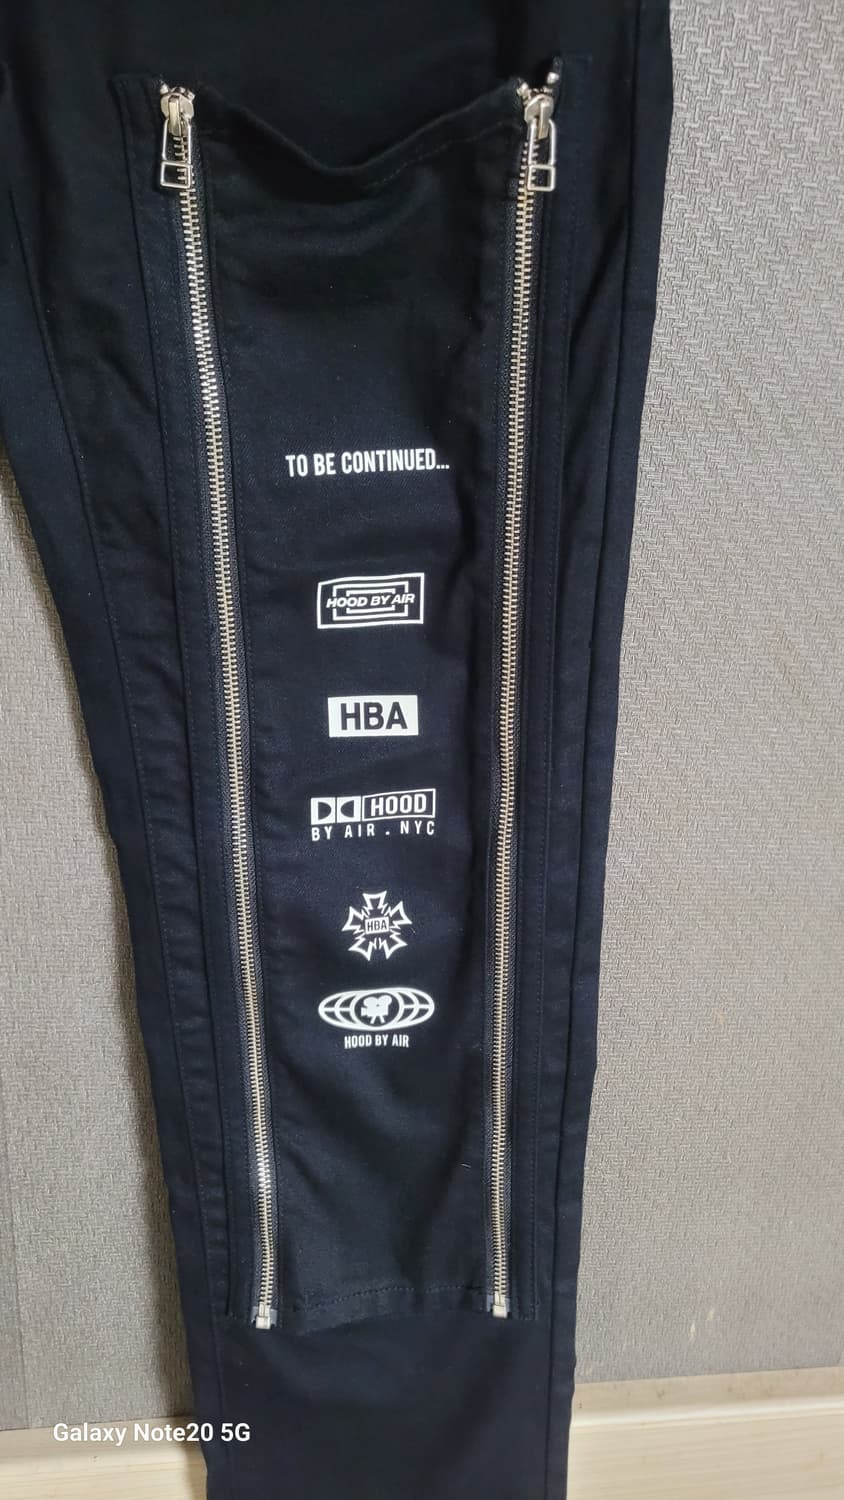 TO BE CONTINUED...
HOOD BY AIR
HBA
HOOD
BY AIR . NYC
HBA
HOOD BY AIR
Galaxy Note20 5G